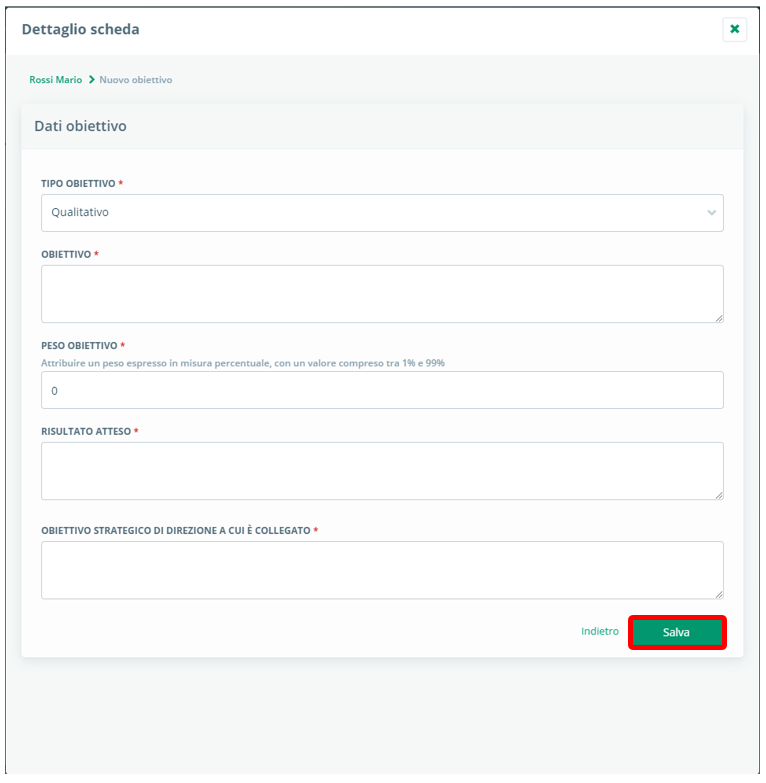 Dettaglio scheda
Rossi Mario > Nuovo obiettivo
Dati obiettivo
TIPO OBIETTIVO *
Qualitativo
OBIETTIVO *
PESO OBIETTIVO *
Attribuire un peso espresso in misura percentuale, con un valore compreso tra 1% e 99%
0
RISULTATO ATTESO *
OBIETTIVO STRATEGICO DI DIREZIONE A CUI È COLLEGATO *
Indietro Salva